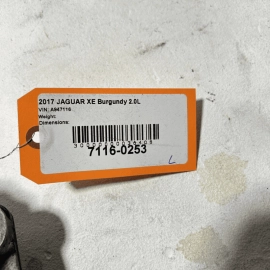 2017 JAGUAR XE Burgundy 2.0L
VIN: A947116
Weight:
Dimensions:
7116-0253
L